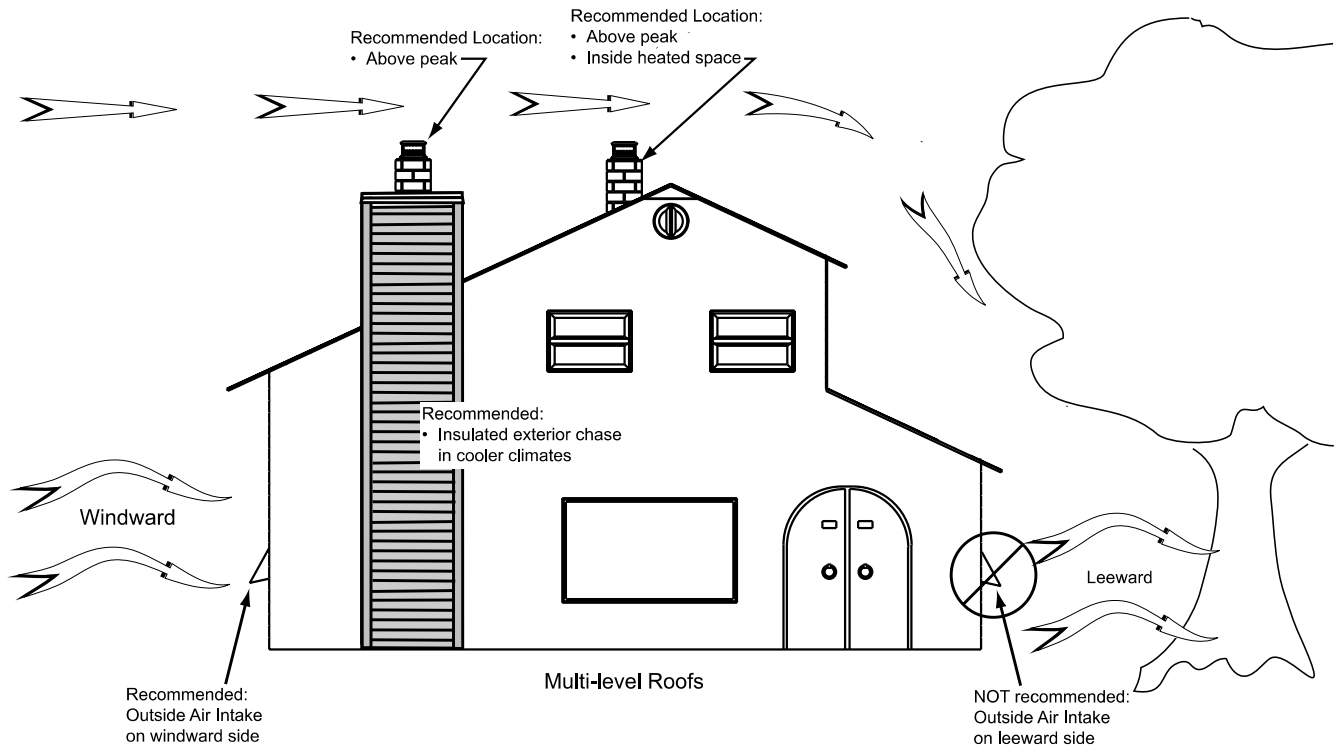 Recommended Location:
• Above peak
Recommended Location:
• Above peak
• Inside heated space
Recommended:
• Insulated exterior chase
in cooler climates
Windward
Leeward
Multi-level Roofs
Recommended:
Outside Air Intake
on windward side
NOT recommended:
Outside Air Intake
on leeward side